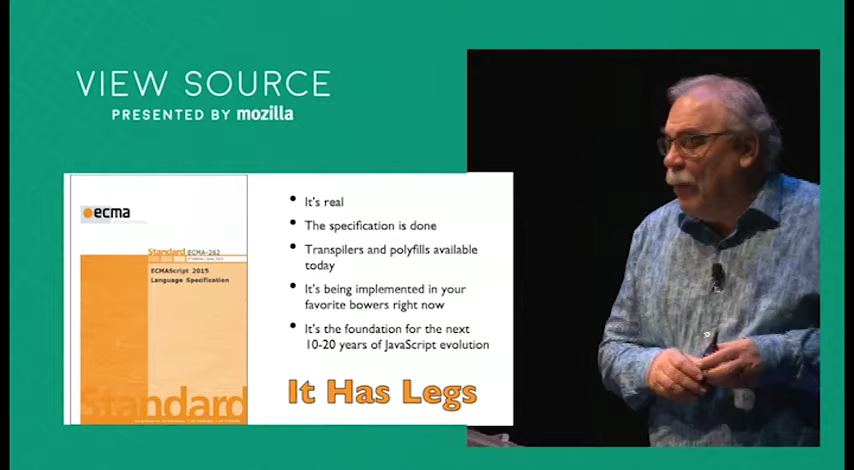 VIEW SOURCE
PRESENTED BY mozilla
ecma
Standard ECMA-262
ECMAScript 2015
Language Specification
Standard
• It's real
• The specification is done
• Transpilers and polyfills available
today
• It's being implemented in your
favorite bowers right now
• It's the foundation for the next
10-20 years of JavaScript evolution
It Has Legs